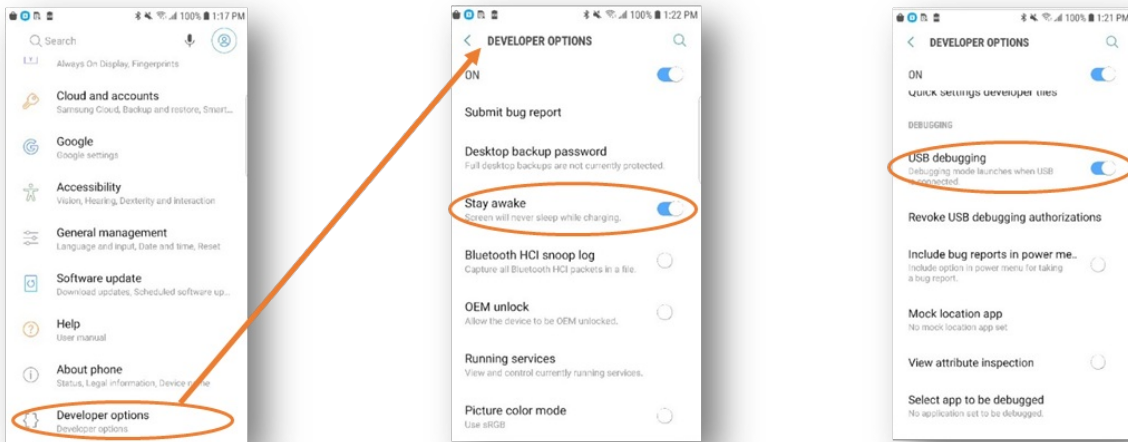 100% 1:17 PM
Search
Always On Display, Fingerprints
Cloud and accounts
Samsung Cloud, Backup and restore, Smart...
Google
Google settings
Accessibility
Vision, Hearing, Dexterity and interaction
General management
Language and input, Date and time, Reset
Software update
Download updates, Scheduled software up...
Help
User manual
About phone
Status, Legal information, Device name
Developer options
Developer options
100% 1:22 PM
DEVELOPER OPTIONS
ON
Submit bug report
Desktop backup password
Full desktop backups are not currently protected.
Stay awake
Screen will never sleep while charging.
Bluetooth HCI snoop log
Capture all Bluetooth HCI packets in a file.
OEM unlock
Allow the device to be OEM unlocked.
Running services
View and control currently running services.
Picture color mode
Use sRGB
100% 1:21 PM
DEVELOPER OPTIONS
ON
Quick settings developer tiles
DEBUGGING
USB debugging
Debugging mode launches when USB
is connected.
Revoke USB debugging authorizations
Include bug reports in power me..
Include option in power menu for taking
a bug report.
Mock location app
No mock location app set
View attribute inspection
Select app to be debugged
No application set to be debugged.